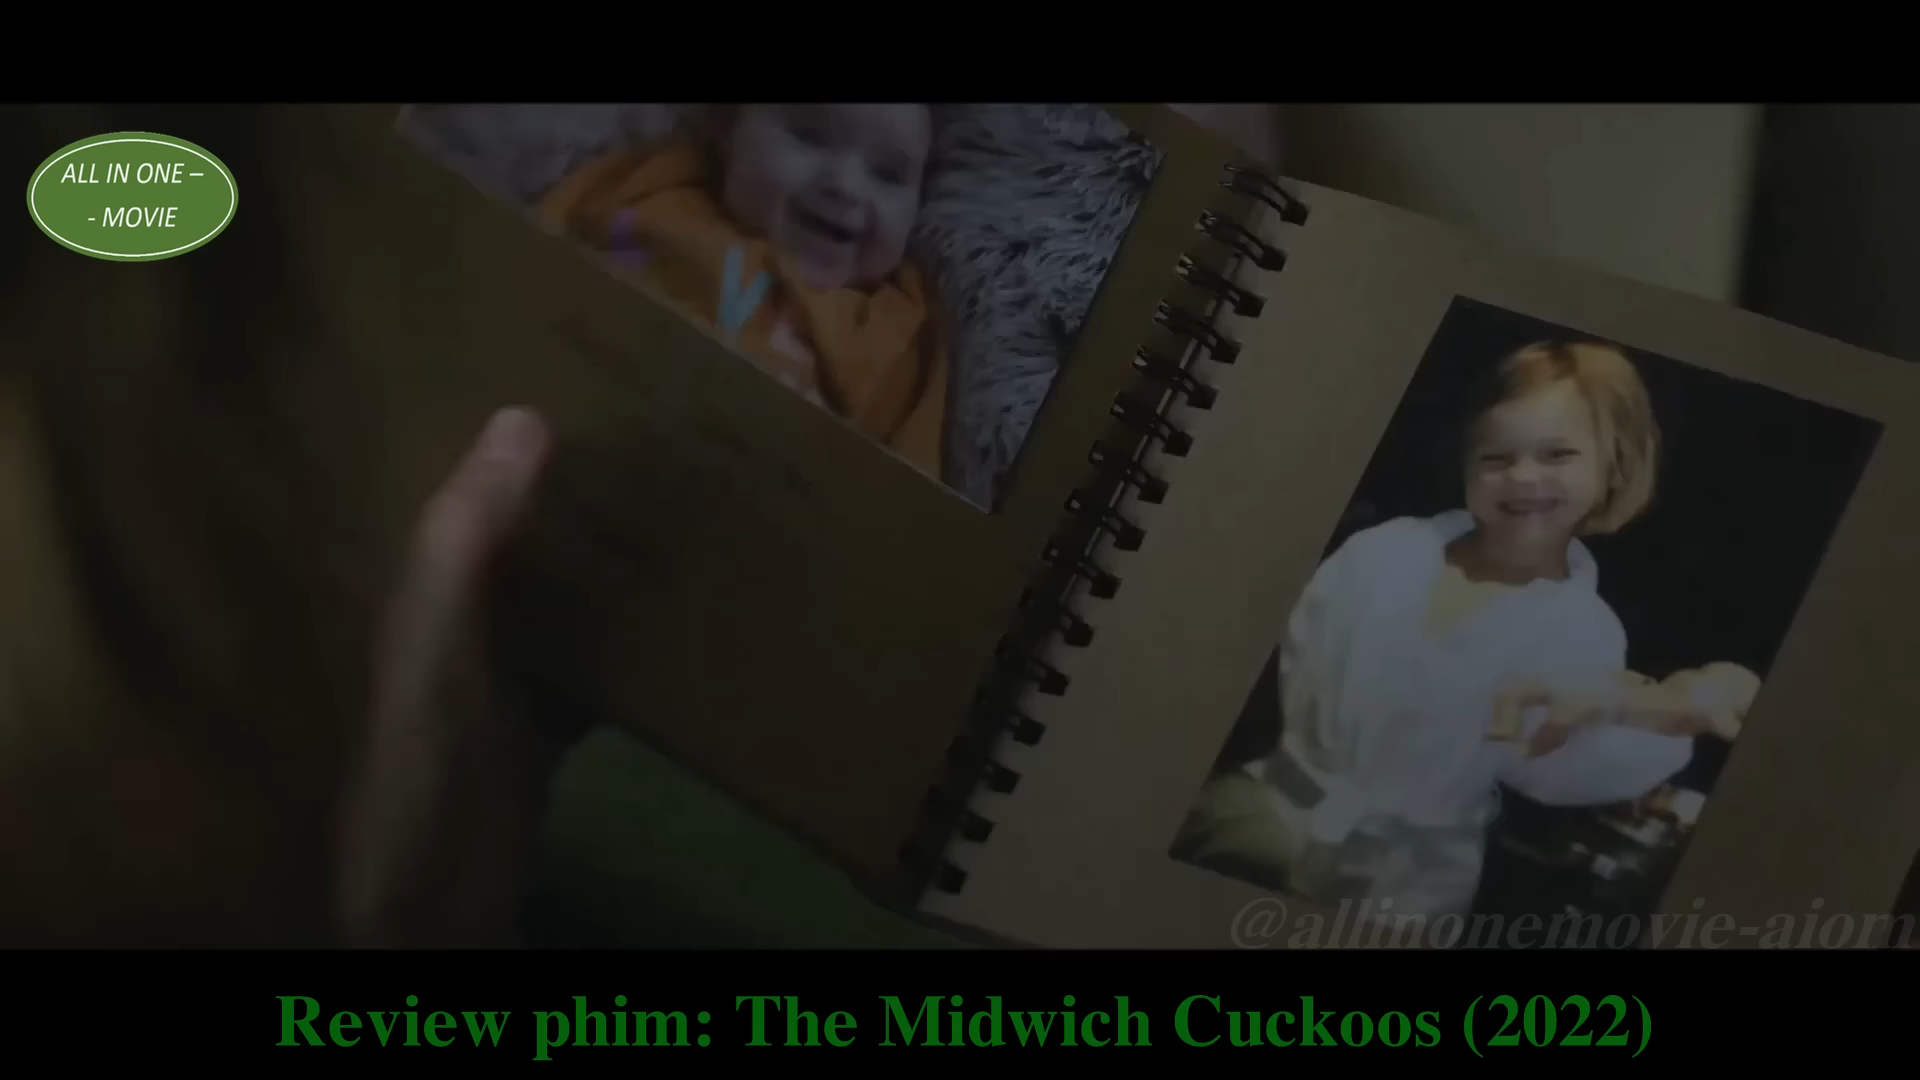 ALL IN ONE –
- MOVIE
@allinonemovie-aiom
Review phim: The Midwich Cuckoos (2022)